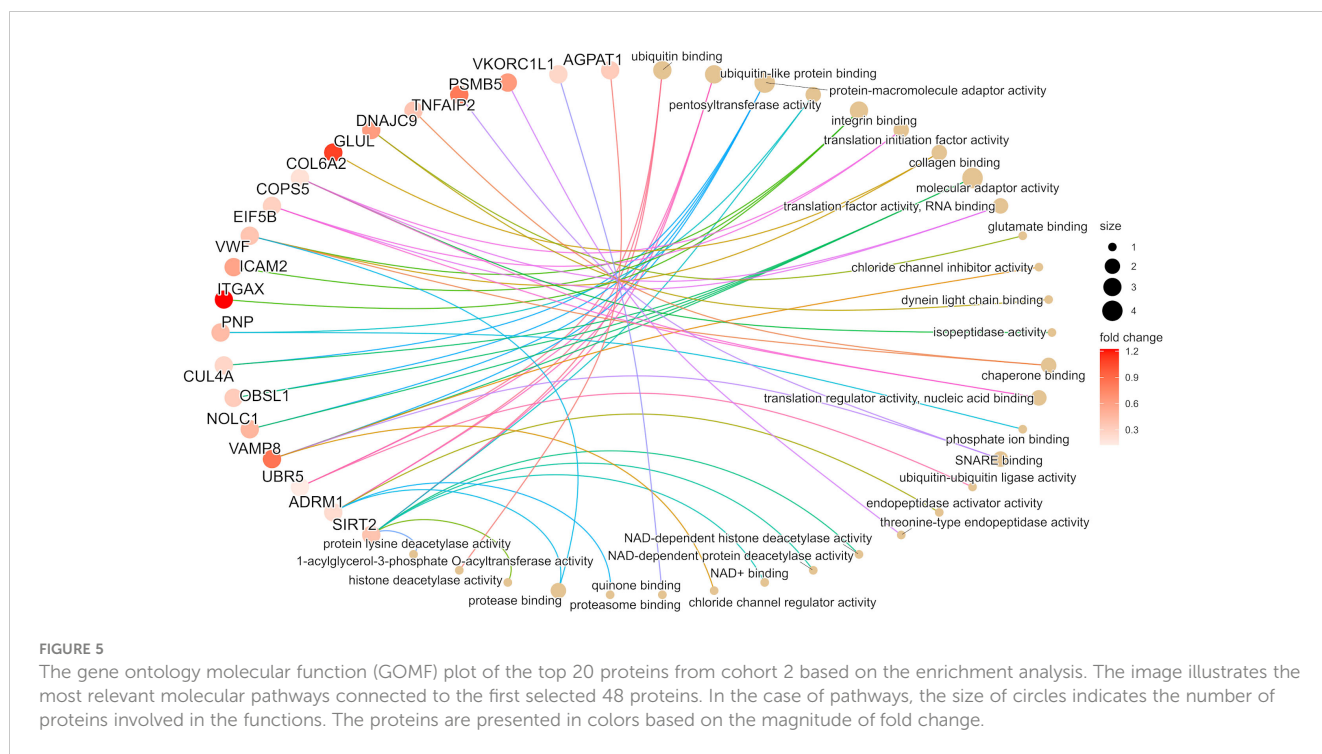 AGPAT1
VKORC1L1
PSMB5
TNFAIP2
DNAJC9
GLUL
COL6A2
COPS5
EIF5B
VWF
ICAM2
ITGAX
PNP
CUL4A
OBSL1
NOLC1
VAMP8
UBR5
ADRM1
SIRT2
ubiquitin binding
ubiquitin-like protein binding
pentosyltransferase activity
protein-macromolecule adaptor activity
integrin binding
translation initiation factor activity
collagen binding
molecular adaptor activity
translation factor activity, RNA binding
glutamate binding
chloride channel inhibitor activity
dynein light chain binding
isopeptidase activity
chaperone binding
translation regulator activity, nucleic acid binding
phosphate ion binding
SNARE binding
ubiquitin-ubiquitin ligase activity
endopeptidase activator activity
threonine-type endopeptidase activity
NAD-dependent histone deacetylase activity
NAD-dependent protein deacetylase activity
NAD+ binding
chloride channel regulator activity
quinone binding
proteasome binding
protease binding
histone deacetylase activity
1-acylglycerol-3-phosphate O-acyltransferase activity
protein lysine deacetylase activity
size
1
2
3
4
fold change
1.2
0.9
0.6
0.3
FIGURE 5
The gene ontology molecular function (GOMF) plot of the top 20 proteins from cohort 2 based on the enrichment analysis. The image illustrates the
most relevant molecular pathways connected to the first selected 48 proteins. In the case of pathways, the size of circles indicates the number of
proteins involved in the functions. The proteins are presented in colors based on the magnitude of fold change.